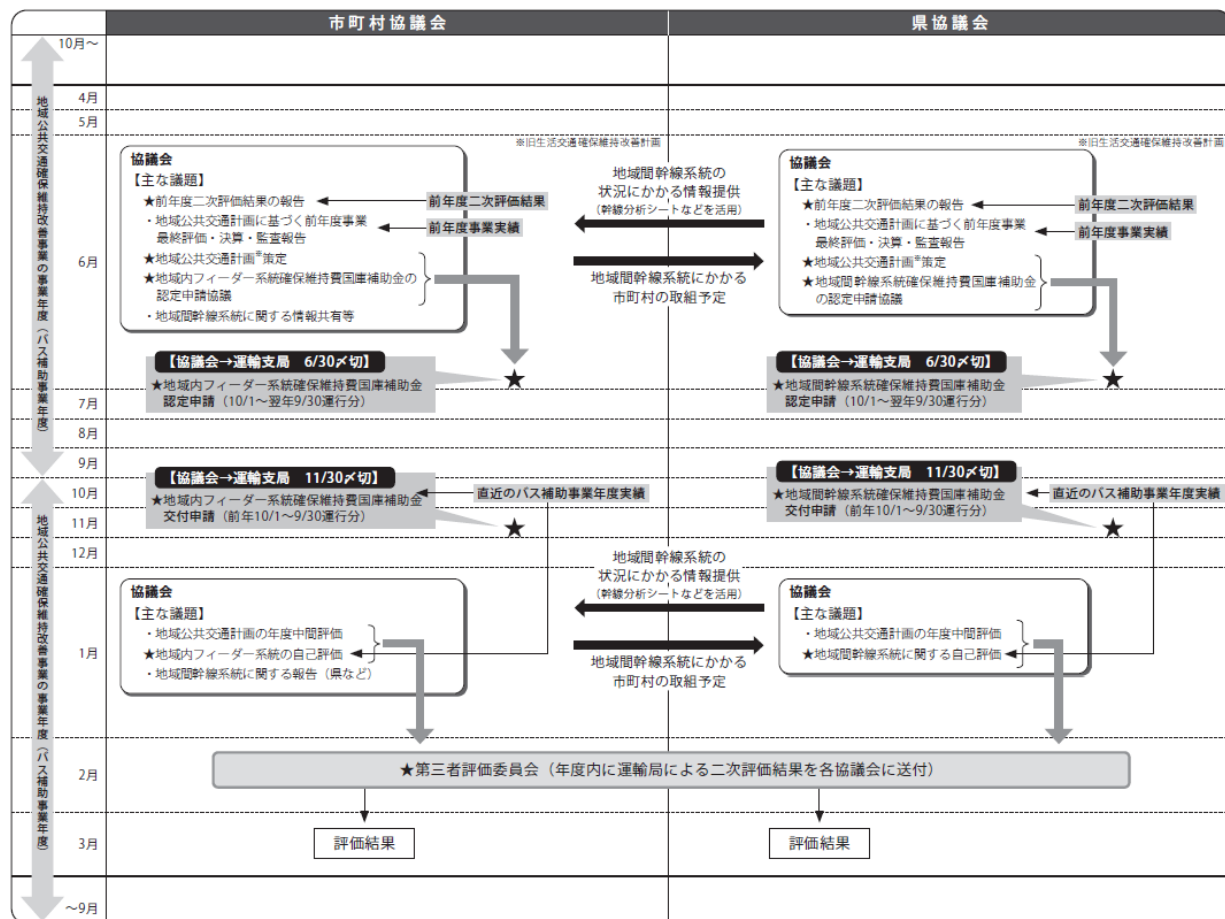 市町村協議会
県協議会
地域公共交通確保維持改善事業の事業年度（バス補助事業年度）
10月～
4月
5月
6月
7月
8月
9月
※旧生活交通確保維持改善計画
協議会
【主な議題】
★前年度二次評価結果の報告
・地域公共交通計画に基づく前年度事業
最終評価・決算・監査報告
★地域公共交通計画※策定
★地域内フィーダー系統確保維持費国庫補助金の
認定申請協議
・地域間幹線系統に関する情報共有等
前年度二次評価結果
前年度事業実績
地域間幹線系統の
状況にかかる情報提供
（幹線分析シートなどを活用）
地域間幹線系統にかかる
市町村の取組予定
※旧生活交通確保維持改善計画
協議会
【主な議題】
★前年度二次評価結果の報告
・地域公共交通計画に基づく前年度事業
最終評価・決算・監査報告
★地域公共交通計画※策定
★地域間幹線系統確保維持費国庫補助金
の認定申請協議
前年度二次評価結果
前年度事業実績
【協議会→運輸支局　6/30〆切】
★地域内フィーダー系統確保維持費国庫補助金
認定申請（10/1～翌年9/30運行分）
★
【協議会→運輸支局　6/30〆切】
★地域間幹線系統確保維持費国庫補助金
認定申請（10/1～翌年9/30運行分）
★
地域公共交通確保維持改善事業の事業年度（バス補助事業年度）
10月
11月
12月
1月
2月
3月
～9月
【協議会→運輸支局　11/30〆切】
★地域内フィーダー系統確保維持費国庫補助金
交付申請（前年10/1～9/30運行分）
直近のバス補助事業年度実績
★
【協議会→運輸支局　11/30〆切】
★地域間幹線系統確保維持費国庫補助金
交付申請（前年10/1～9/30運行分）
直近のバス補助事業年度実績
★
協議会
【主な議題】
・地域公共交通計画の年度中間評価
★地域内フィーダー系統の自己評価
・地域間幹線系統に関する報告（県など）
地域間幹線系統の
状況にかかる情報提供
（幹線分析シートなどを活用）
地域間幹線系統にかかる
市町村の取組予定
協議会
【主な議題】
・地域公共交通計画の年度中間評価
★地域間幹線系統に関する自己評価
★第三者評価委員会（年度内に運輸局による二次評価結果を各協議会に送付）
評価結果
評価結果